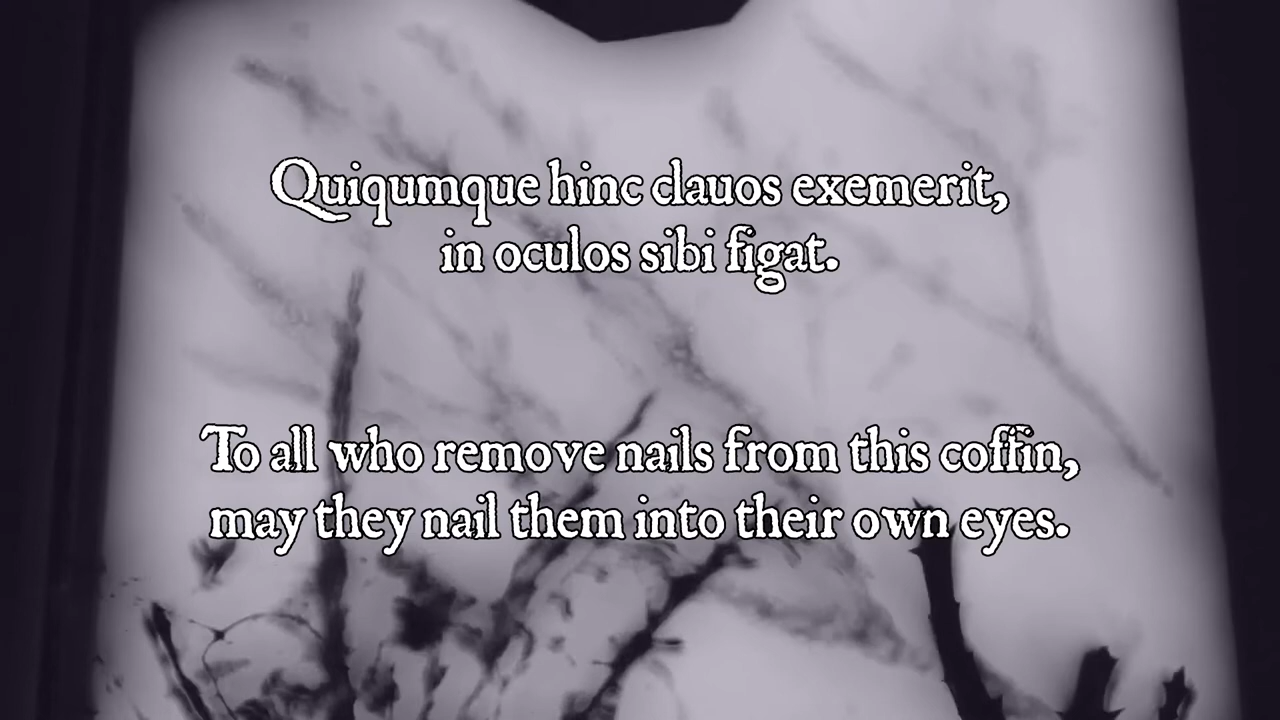 Quiqumque hinc clauos exemerit,
in oculos sibi figat.
To all who remove nails from this coffin,
may they nail them into their own eyes.